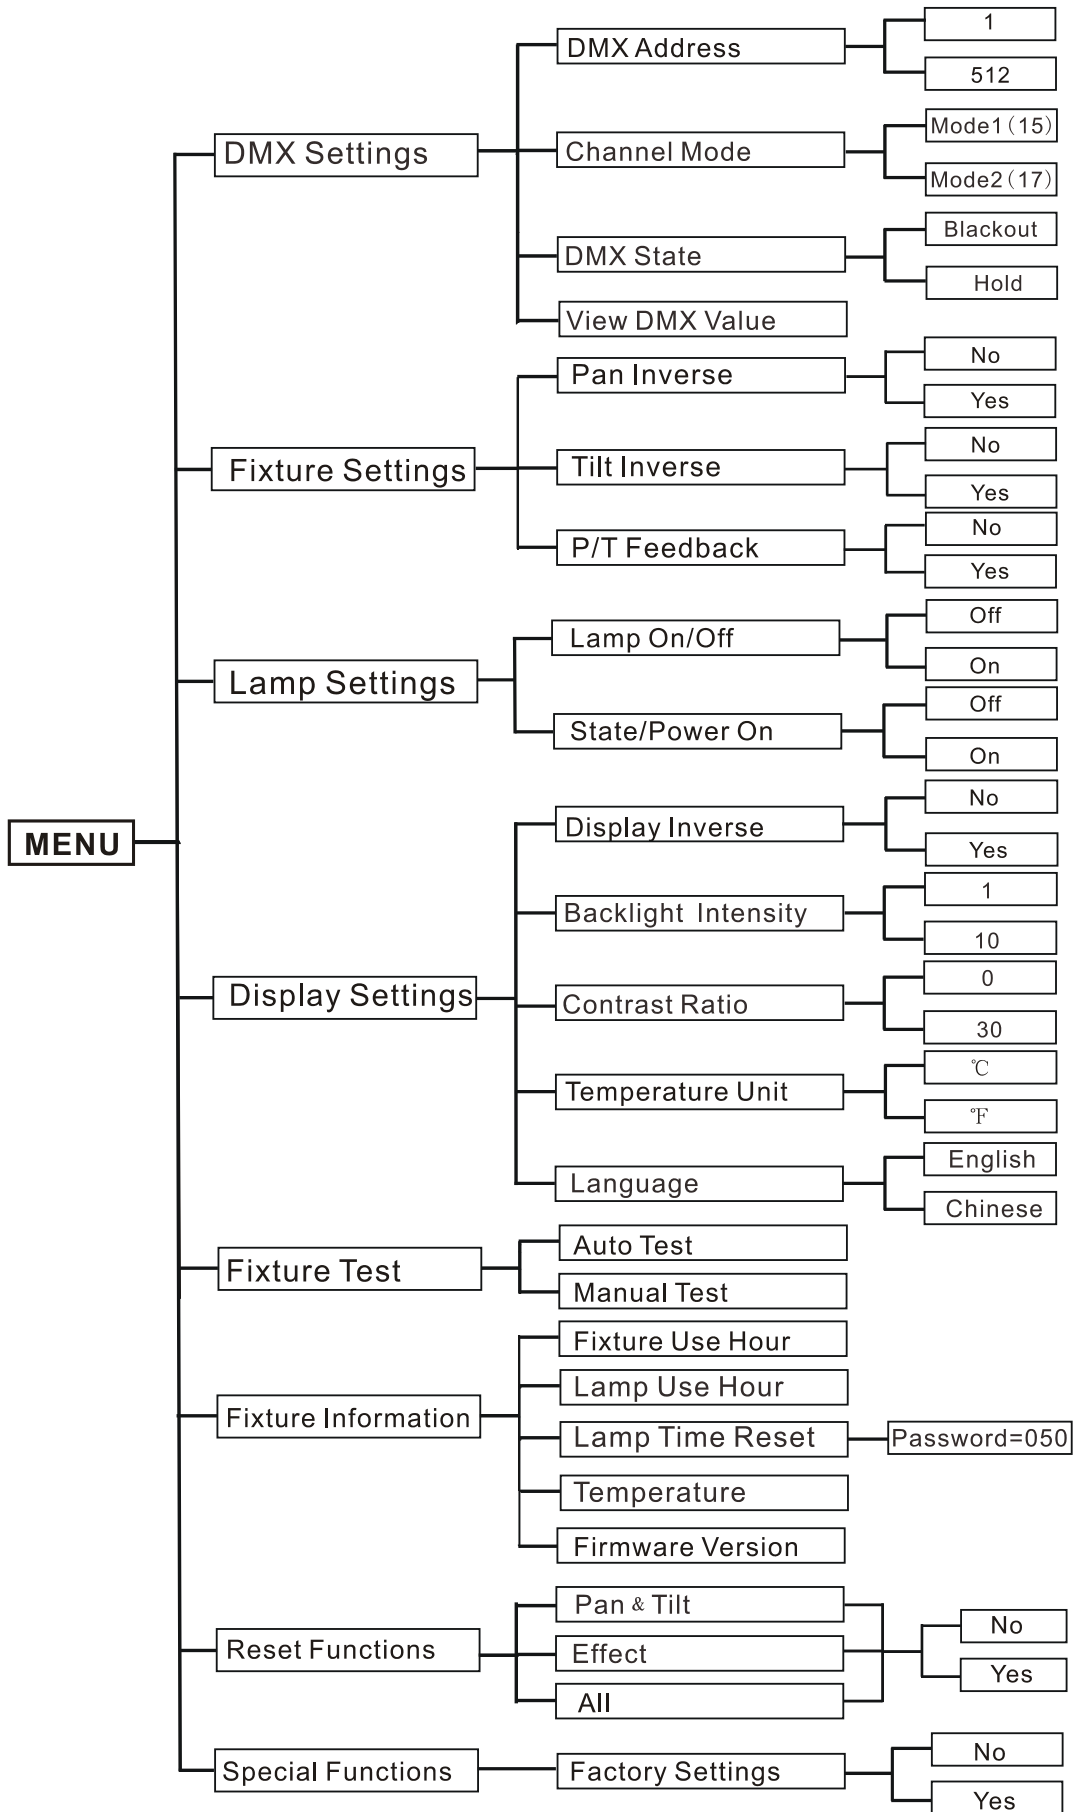 MENU
DMX Settings
DMX Address
1
512
Channel Mode
Mode1(15)
Mode2(17)
DMX State
Blackout
Hold
View DMX Value
Fixture Settings
Pan Inverse
No
Yes
Tilt Inverse
No
Yes
P/T Feedback
No
Yes
Lamp Settings
Lamp On/Off
Off
On
State/Power On
Off
On
Display Settings
Display Inverse
No
Yes
Backlight Intensity
1
10
Contrast Ratio
0
30
Temperature Unit
℃
℉
Language
English
Chinese
Fixture Test
Auto Test
Manual Test
Fixture Information
Fixture Use Hour
Lamp Use Hour
Lamp Time Reset
Password=050
Temperature
Firmware Version
Reset Functions
Pan & Tilt
Effect
All
No
Yes
Special Functions
Factory Settings
No
Yes